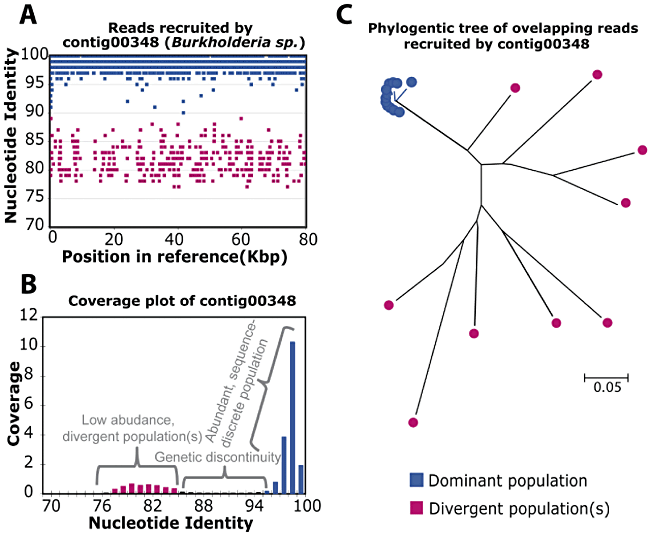 A
Reads recruited by
contig00348 (Burkholderia sp.)
Nucleotide Identity
100
95
90
85
80
75
70
0
20
40
60
80
Position in reference(Kbp)
B
Coverage plot of contig00348
Coverage
12
10
8
6
4
2
0
Low abudance,
divergent population(s)
Genetic discontinuity
Abundant, sequence-
discrete population
70
76
82
88
94
100
Nucleotide Identity
C
Phylogentic tree of ovelapping reads
recruited by contig00348
0.05
Dominant population
Divergent population(s)